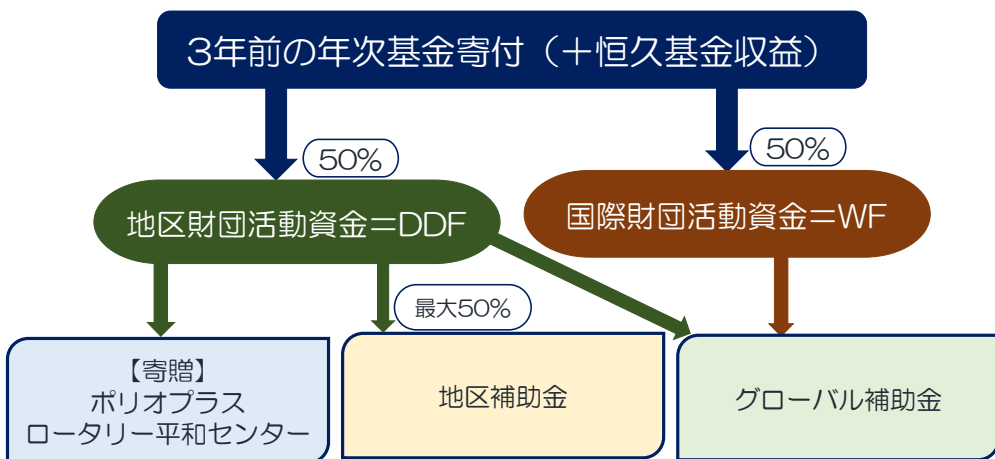 3年前の年次基金寄付（＋恒久基金収益）
50%
50%
地区財団活動資金＝DDF
国際財団活動資金＝WF
最大50%
【寄贈】
ポリオプラス
ロータリー平和センター
地区補助金
グローバル補助金